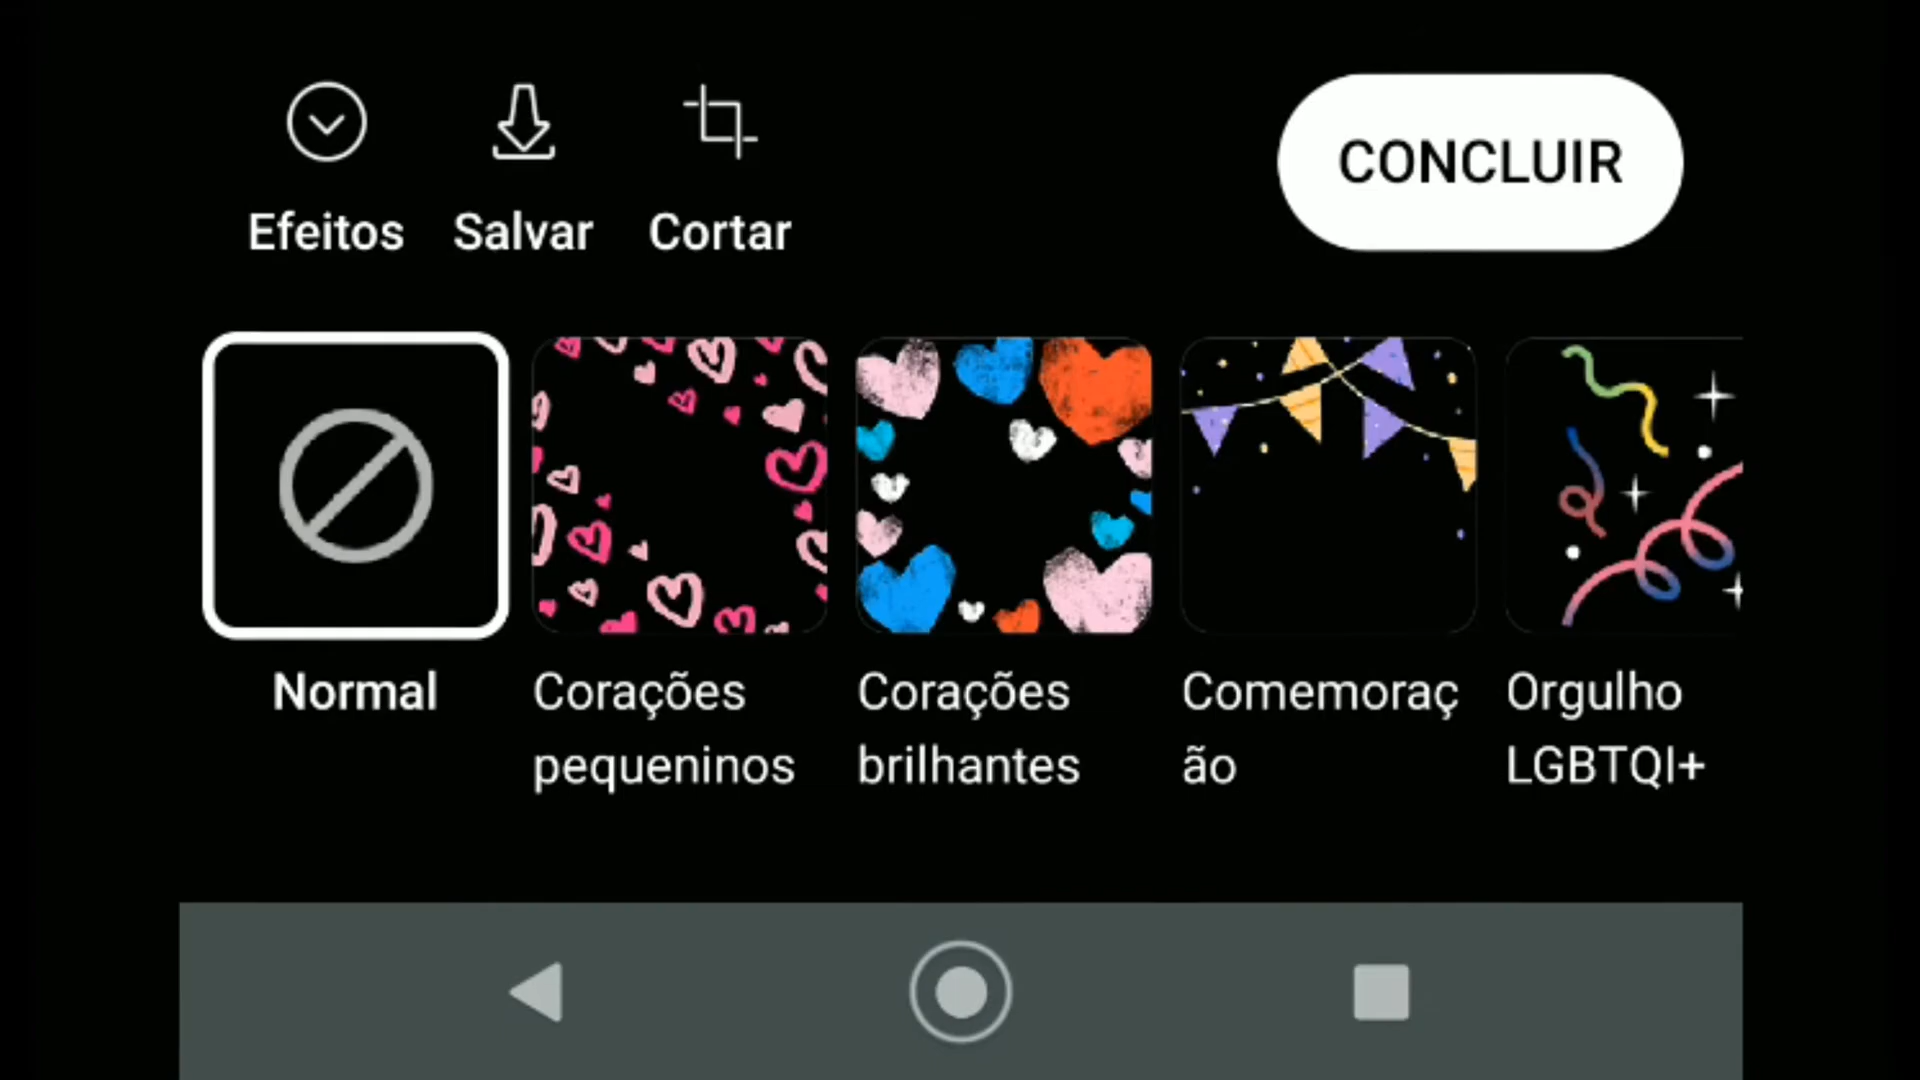 Efeitos Salvar Cortar CONCLUIR
Normal Corações Corações Comemoraç Orgulho
pequeninos brilhantes ão LGBTQI+